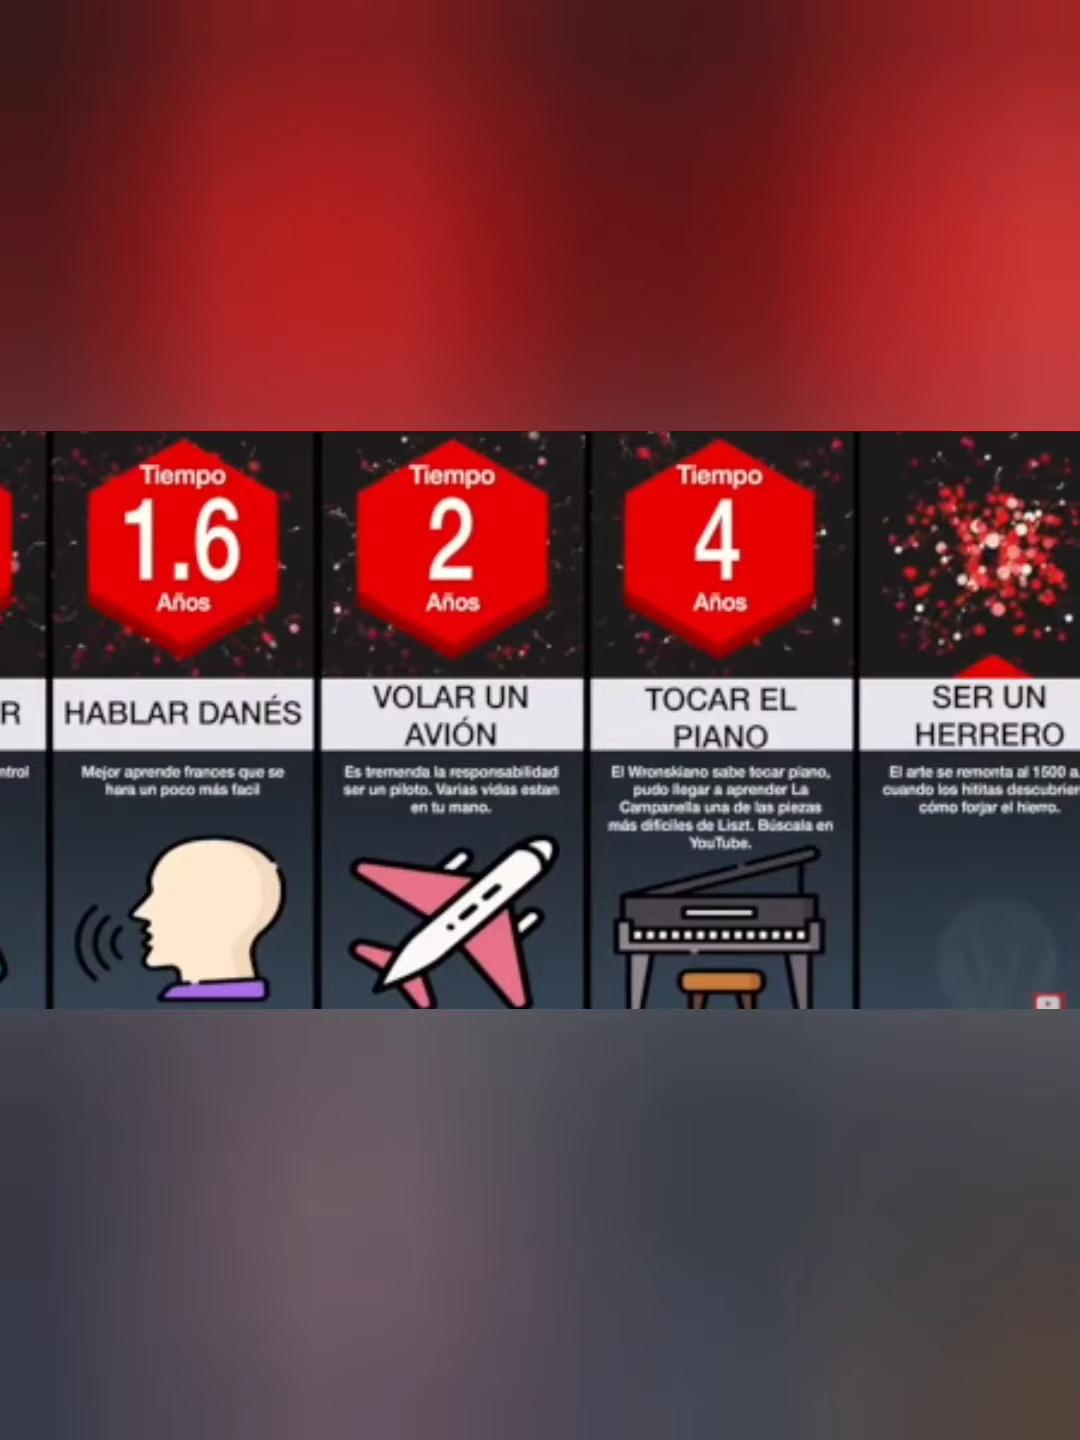 R
ntrol
Tiempo
1.6
Años
HABLAR DANÉS
Mejor aprende frances que se
hara un poco más facil
Tiempo
2
Años
VOLAR UN
AVIÓN
Es tremenda la responsabilidad
ser un piloto. Varias vidas estan
en tu mano.
Tiempo
4
Años
TOCAR EL
PIANO
El Wronskiano sabe tocar piano,
pudo llegar a aprender La
Campanella una de las piezas
más dificiles de Liszt. Búscala en
YouTube.
SER UN
HERRERO
El arte se remonta al 1500 a.
cuando los hititas descubrier
cómo forjar el hierro.